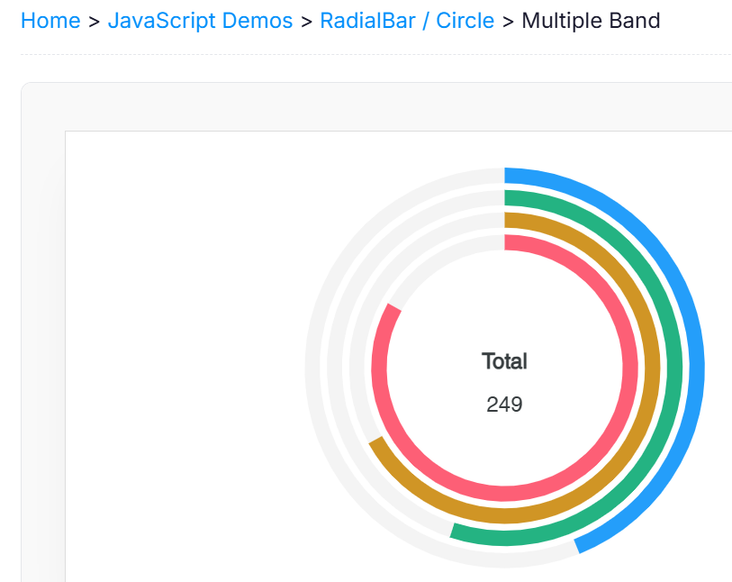 Home > JavaScript Demos > RadialBar / Circle > Multiple Band
Total
249